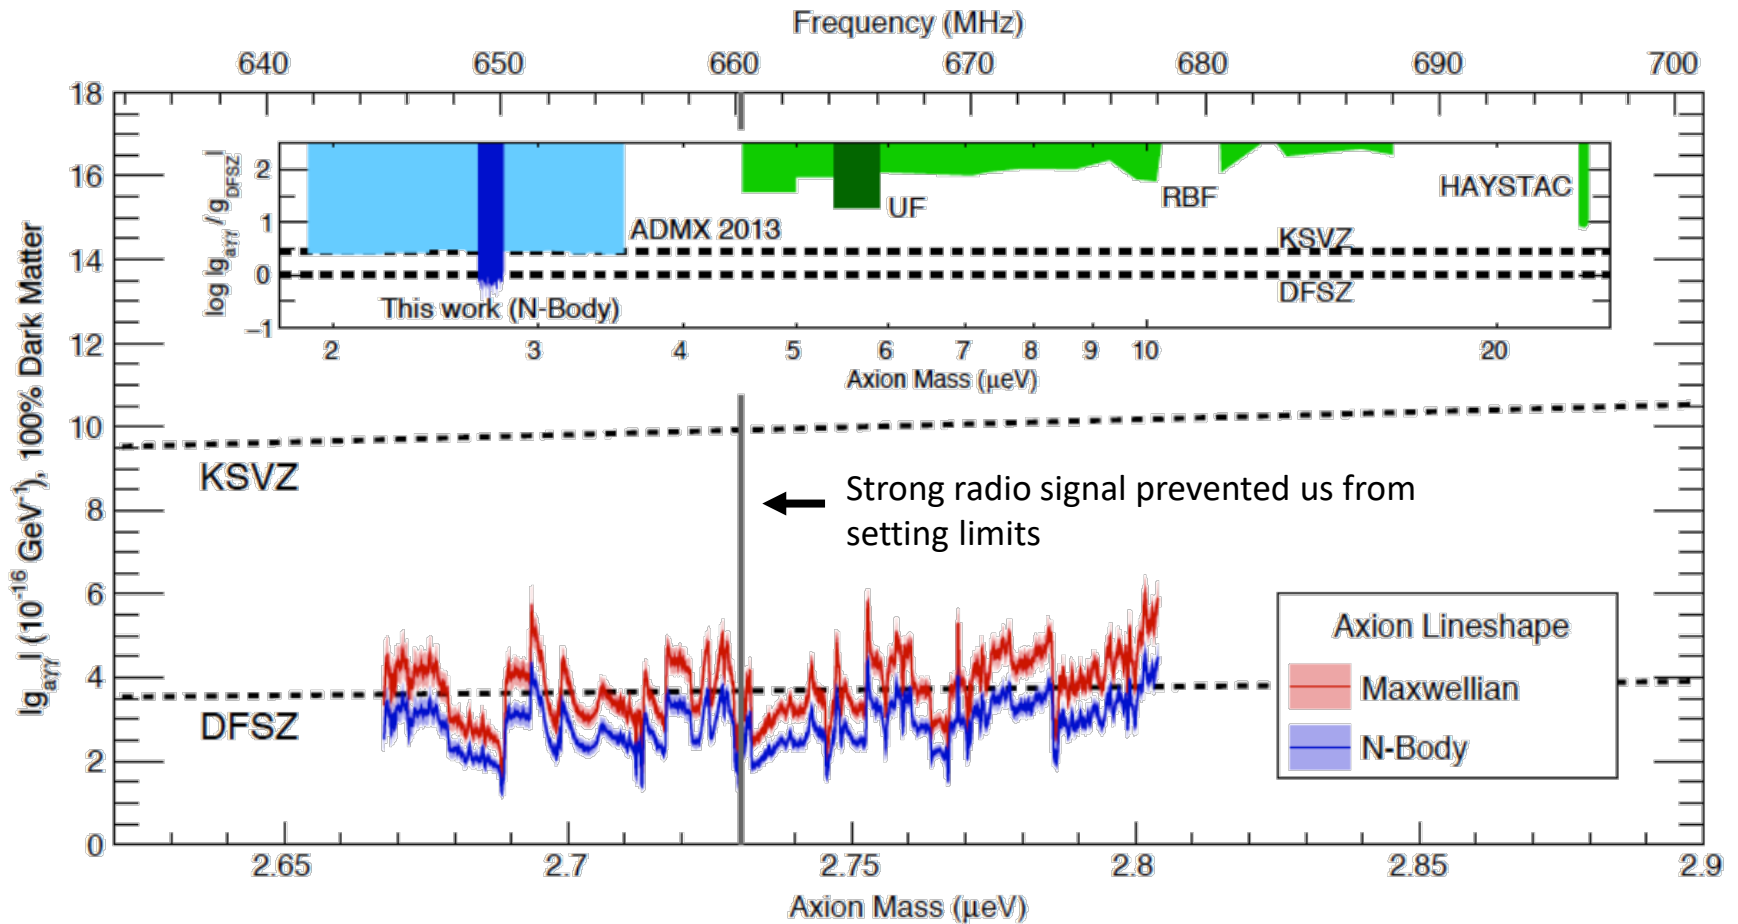 Frequency (MHz)
640 650 660 670 680 690 700
18
16
14
12
10
8
6
4
2
0
|g_aγγ| (10^-16 GeV^-1), 100% Dark Matter
log |g_aγγ / g_DFSZ|
2
1
0
−1
ADMX 2013
UF
RBF
HAYSTAC
KSVZ
DFSZ
This work (N-Body)
2 3 4 5 6 7 8 9 10 20
Axion Mass (μeV)
KSVZ
Strong radio signal prevented us from
setting limits
DFSZ
Axion Lineshape
Maxwellian
N-Body
2.65 2.7 2.75 2.8 2.85 2.9
Axion Mass (μeV)